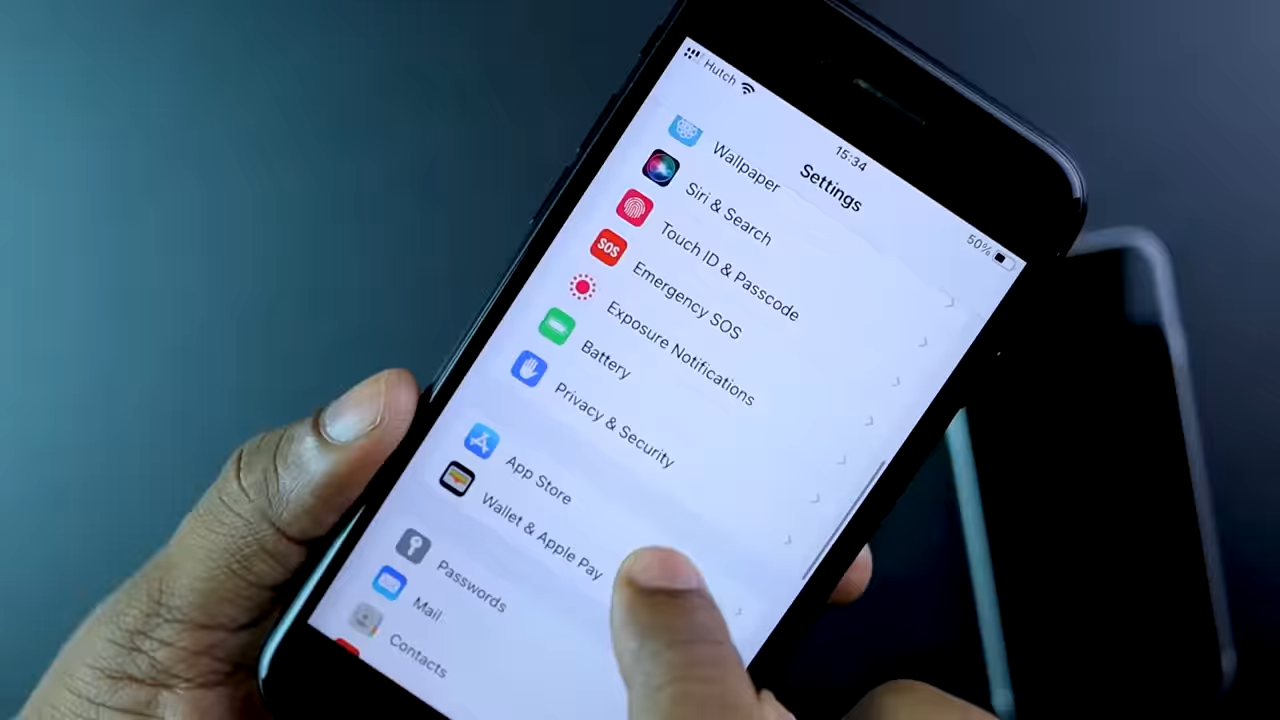 Hutch
15:34
50%
Settings
Wallpaper
Siri & Search
Touch ID & Passcode
SOS
Emergency SOS
Exposure Notifications
Battery
Privacy & Security
App Store
Wallet & Apple Pay
Passwords
Mail
Contacts